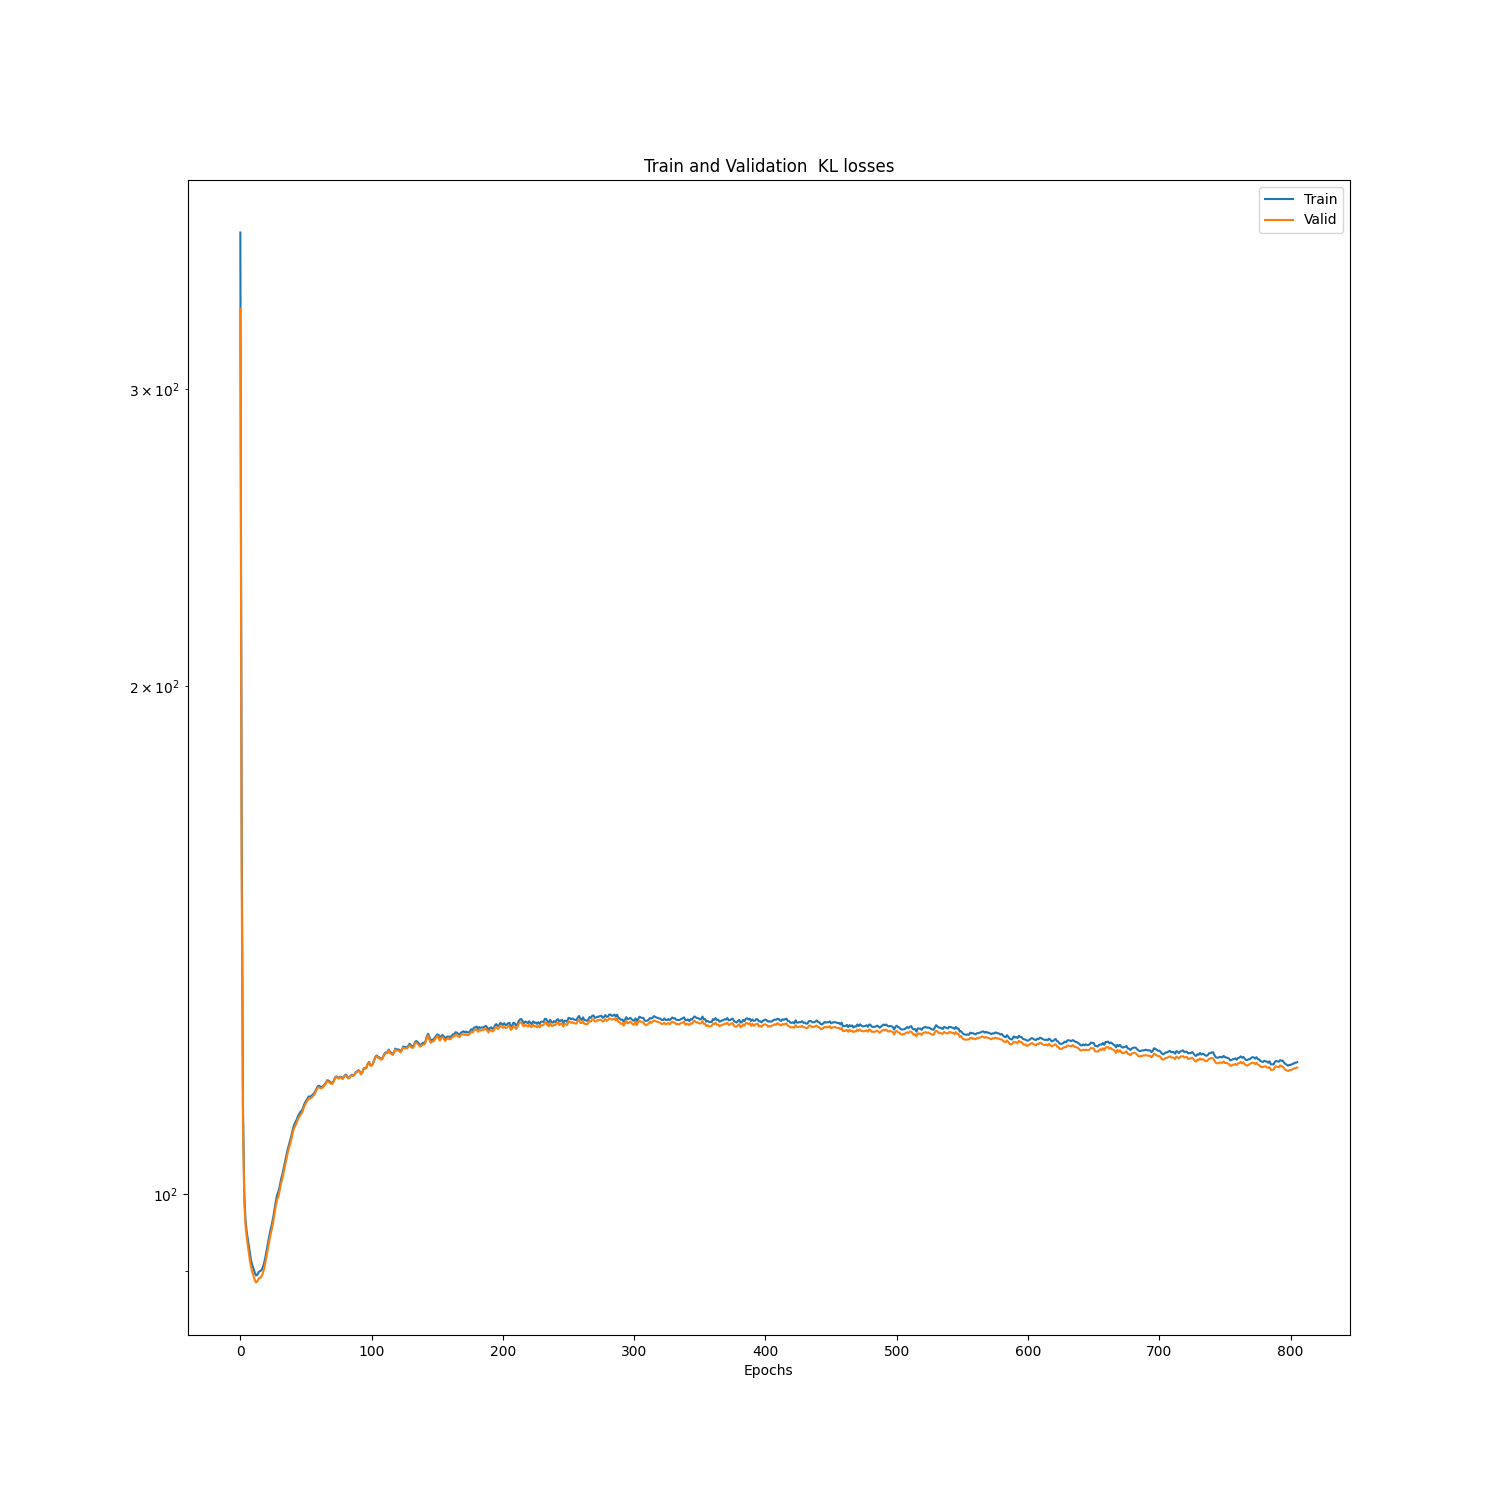 Train and Validation  KL losses
Train
Valid
3 × 10²
2 × 10²
10²
0 100 200 300 400 500 600 700 800
Epochs